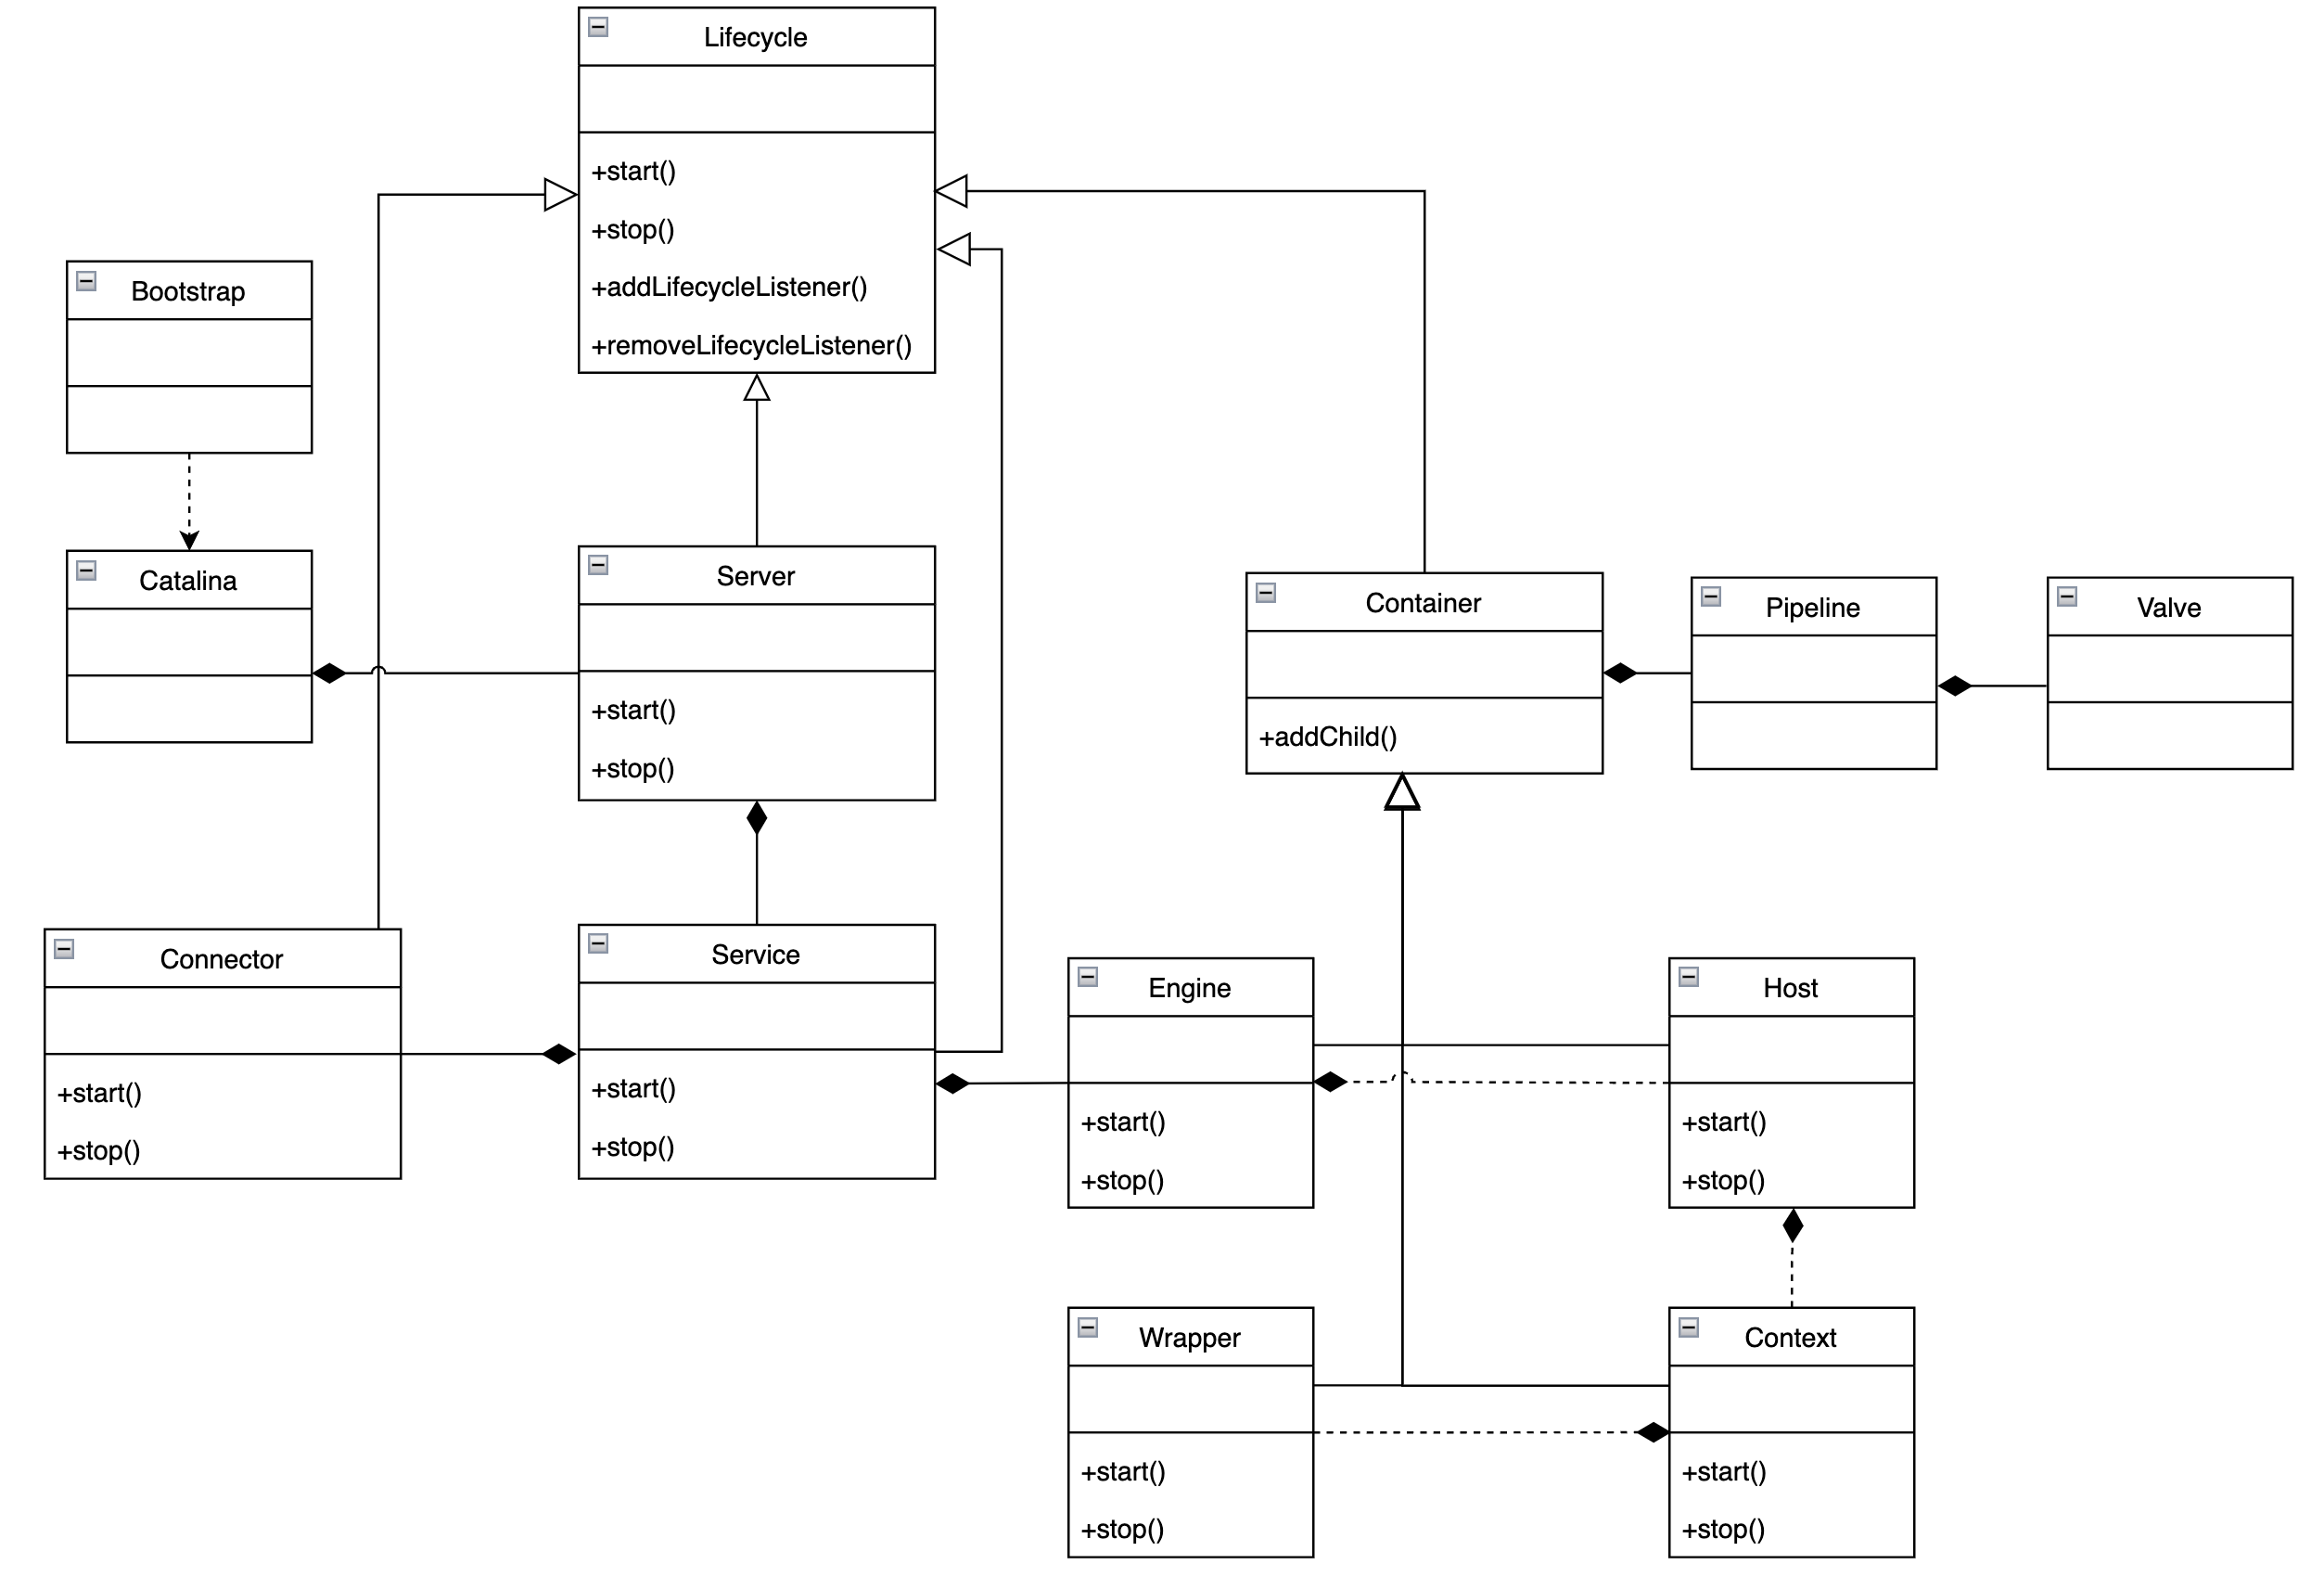 Lifecycle
+start()
+stop()
+addLifecycleListener()
+removeLifecycleListener()
Bootstrap
Catalina
Server
+start()
+stop()
Container
+addChild()
Pipeline
Valve
Connector
+start()
+stop()
Service
+start()
+stop()
Engine
+start()
+stop()
Host
+start()
+stop()
Wrapper
+start()
+stop()
Context
+start()
+stop()